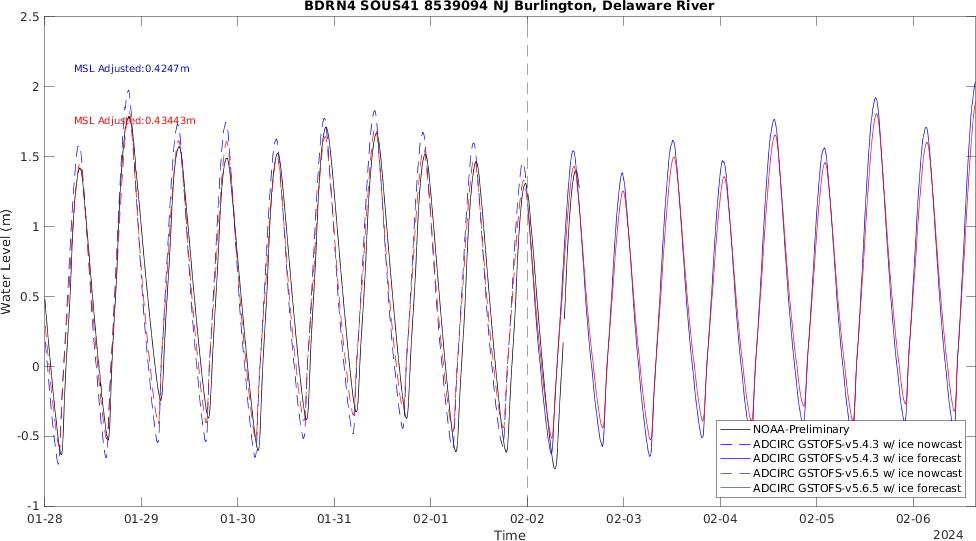 BDRN4 SOUS41 8539094 NJ Burlington, Delaware River
2.5
MSL Adjusted:0.4247m
2
MSL Adjusted:0.43443m
1.5
1
Water Level (m)
0.5
0
-0.5
NOAA-Preliminary
ADCIRC GSTOFS-v5.4.3 w/ ice nowcast
ADCIRC GSTOFS-v5.4.3 w/ ice forecast
ADCIRC GSTOFS-v5.6.5 w/ ice nowcast
ADCIRC GSTOFS-v5.6.5 w/ ice forecast
-1
01-28 01-29 01-30 01-31 02-01 02-02 02-03 02-04 02-05 02-06
Time
2024